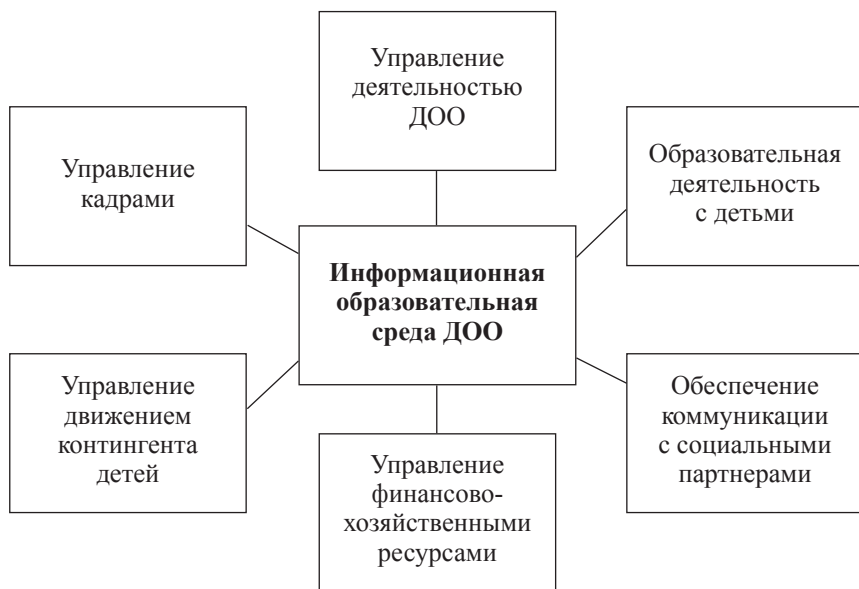 Управление
деятельностью
ДОО
Управление
кадрами
Образовательная
деятельность
с детьми
Информационная
образовательная
среда ДОО
Управление
движением
контингента
детей
Обеспечение
коммуникации
с социальными
партнерами
Управление
финансово-
хозяйственными
ресурсами